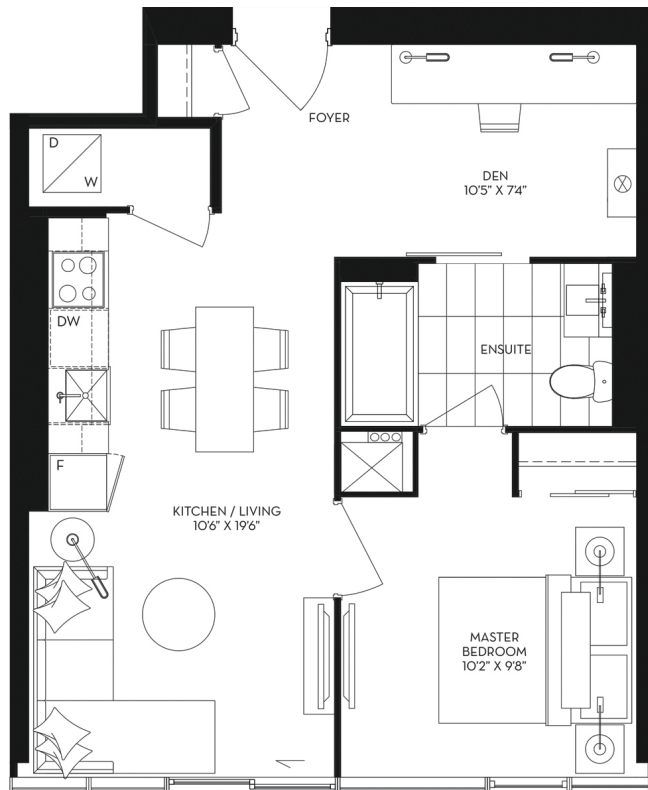 FOYER
D
W
DEN
10'5" X 7'4"
DW
ENSUITE
F
KITCHEN / LIVING
10'6" X 19'6"
MASTER
BEDROOM
10'2" X 9'8"